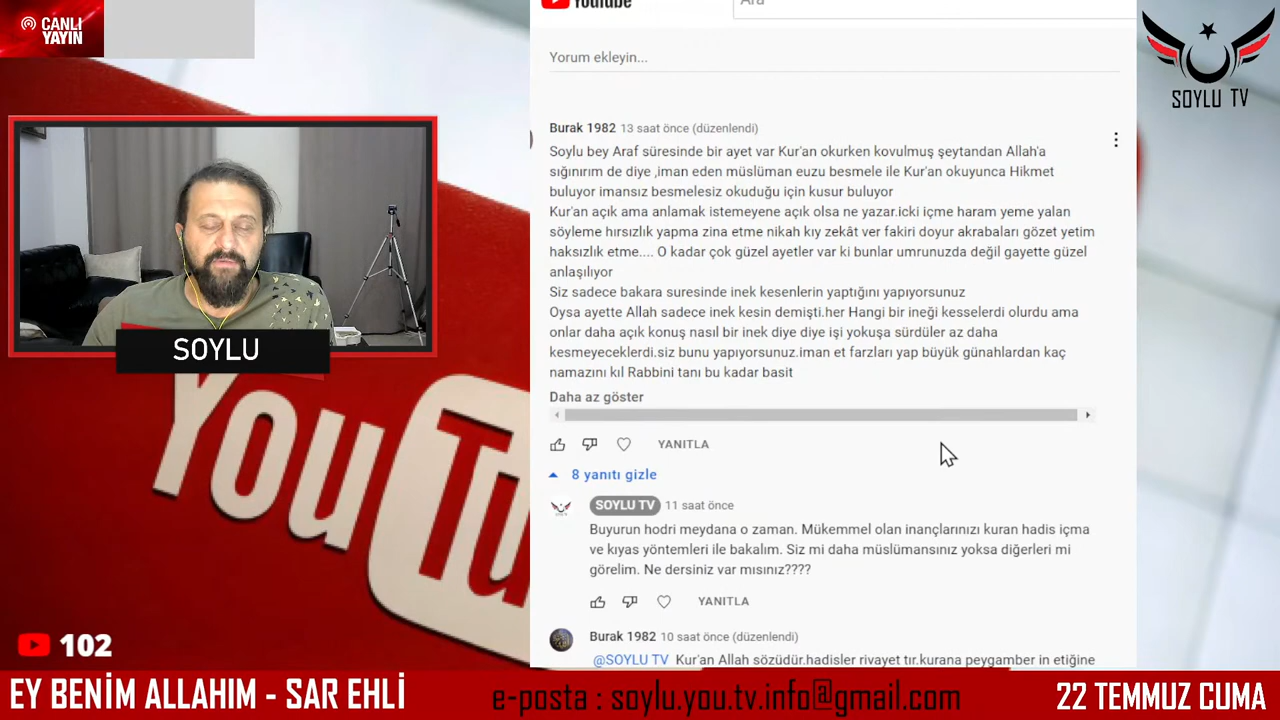 CANLI
YAYIN
YouTube
Ara
SOYLU TV
Yorum ekleyin...
Burak 1982 13 saat önce (düzenlendi)
Soylu bey Araf süresinde bir ayet var Kur'an okurken kovulmuş şeytandan Allah'a
sığınırım de diye ,iman eden müslüman euzu besmele ile Kur'an okuyunca Hikmet
buluyor imansız besmelesiz okuduğu için kusur buluyor
Kur'an açık ama anlamak istemeyene açık olsa ne yazar.icki içme haram yeme yalan
söyleme hırsızlık yapma zina etme nikah kıy zekât ver fakiri doyur akrabaları gözet yetim
haksızlık etme.... O kadar çok güzel ayetler var ki bunlar umrunuzda değil gayette güzel
anlaşılıyor
Siz sadece bakara suresinde inek kesenlerin yaptığını yapıyorsunuz
Oysa ayette Allah sadece inek kesin demişti.her Hangi bir ineği kesselerdi olurdu ama
onlar daha açık konuş nasıl bir inek diye diye işi yokuşa sürdüler az daha
kesmeyeceklerdi.siz bunu yapıyorsunuz.iman et farzları yap büyük günahlardan kaç
namazını kıl Rabbini tanı bu kadar basit
Daha az göster
YANITLA
8 yanıtı gizle
SOYLU TV 11 saat önce
Buyurun hodri meydana o zaman. Mükemmel olan inançlarınızı kuran hadis içma
ve kıyas yöntemleri ile bakalım. Siz mi daha müslümansınız yoksa diğerleri mi
görelim. Ne dersiniz var mısınız????
YANITLA
Burak 1982 10 saat önce (düzenlendi)
@SOYLU TV Kur'an Allah sözüdür.hadisler rivayet tır.kurana peygamber in etiğine
SOYLU
YouTu
102
EY BENİM ALLAHIM - SAR EHLİ
e-posta : soylu.you.tv.info@gmail.com
22 TEMMUZ CUMA